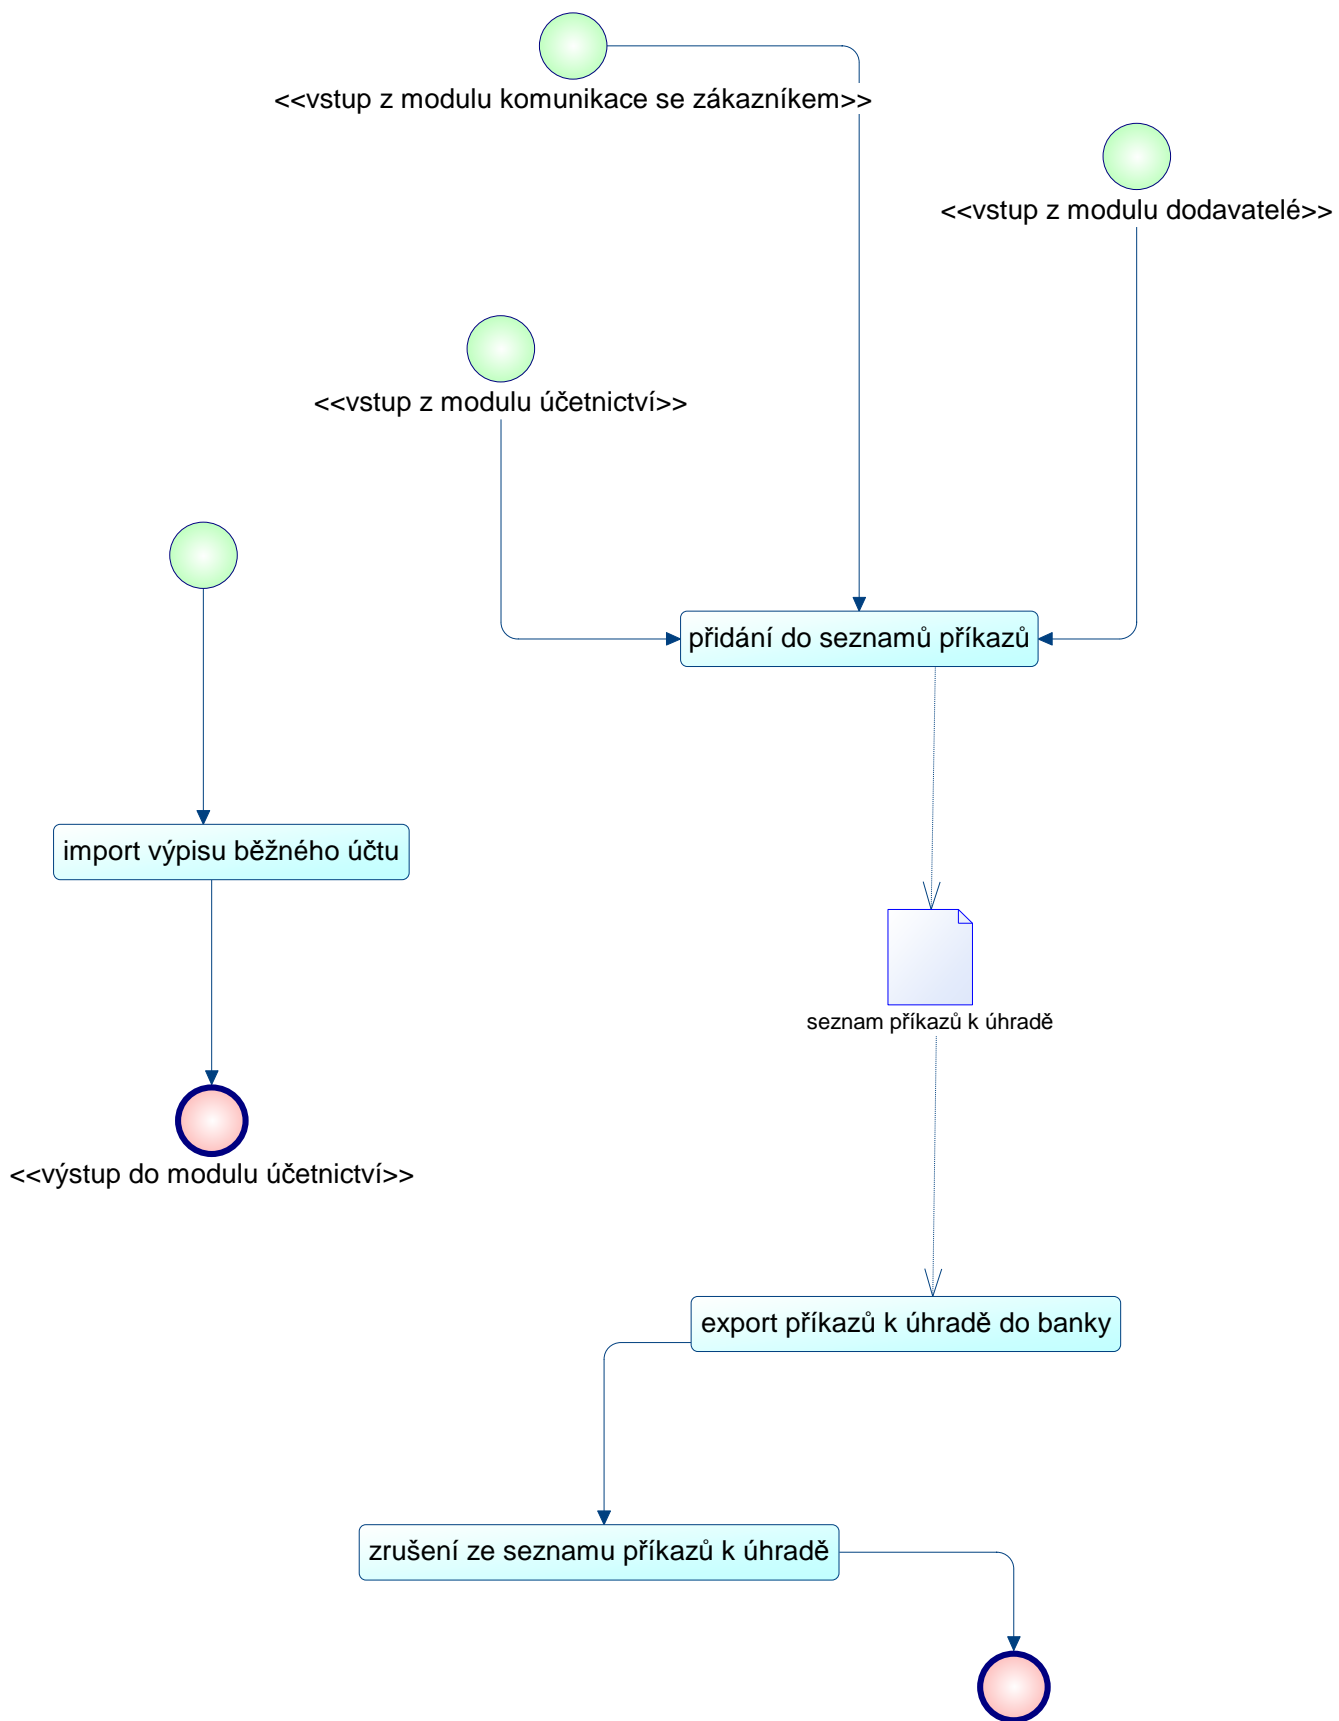 <<vstup z modulu komunikace se zákazníkem>>
<<vstup z modulu dodavatelé>>
<<vstup z modulu účetnictví>>
přidání do seznamů příkazů
import výpisu běžného účtu
seznam příkazů k úhradě
<<výstup do modulu účetnictví>>
export příkazů k úhradě do banky
zrušení ze seznamu příkazů k úhradě